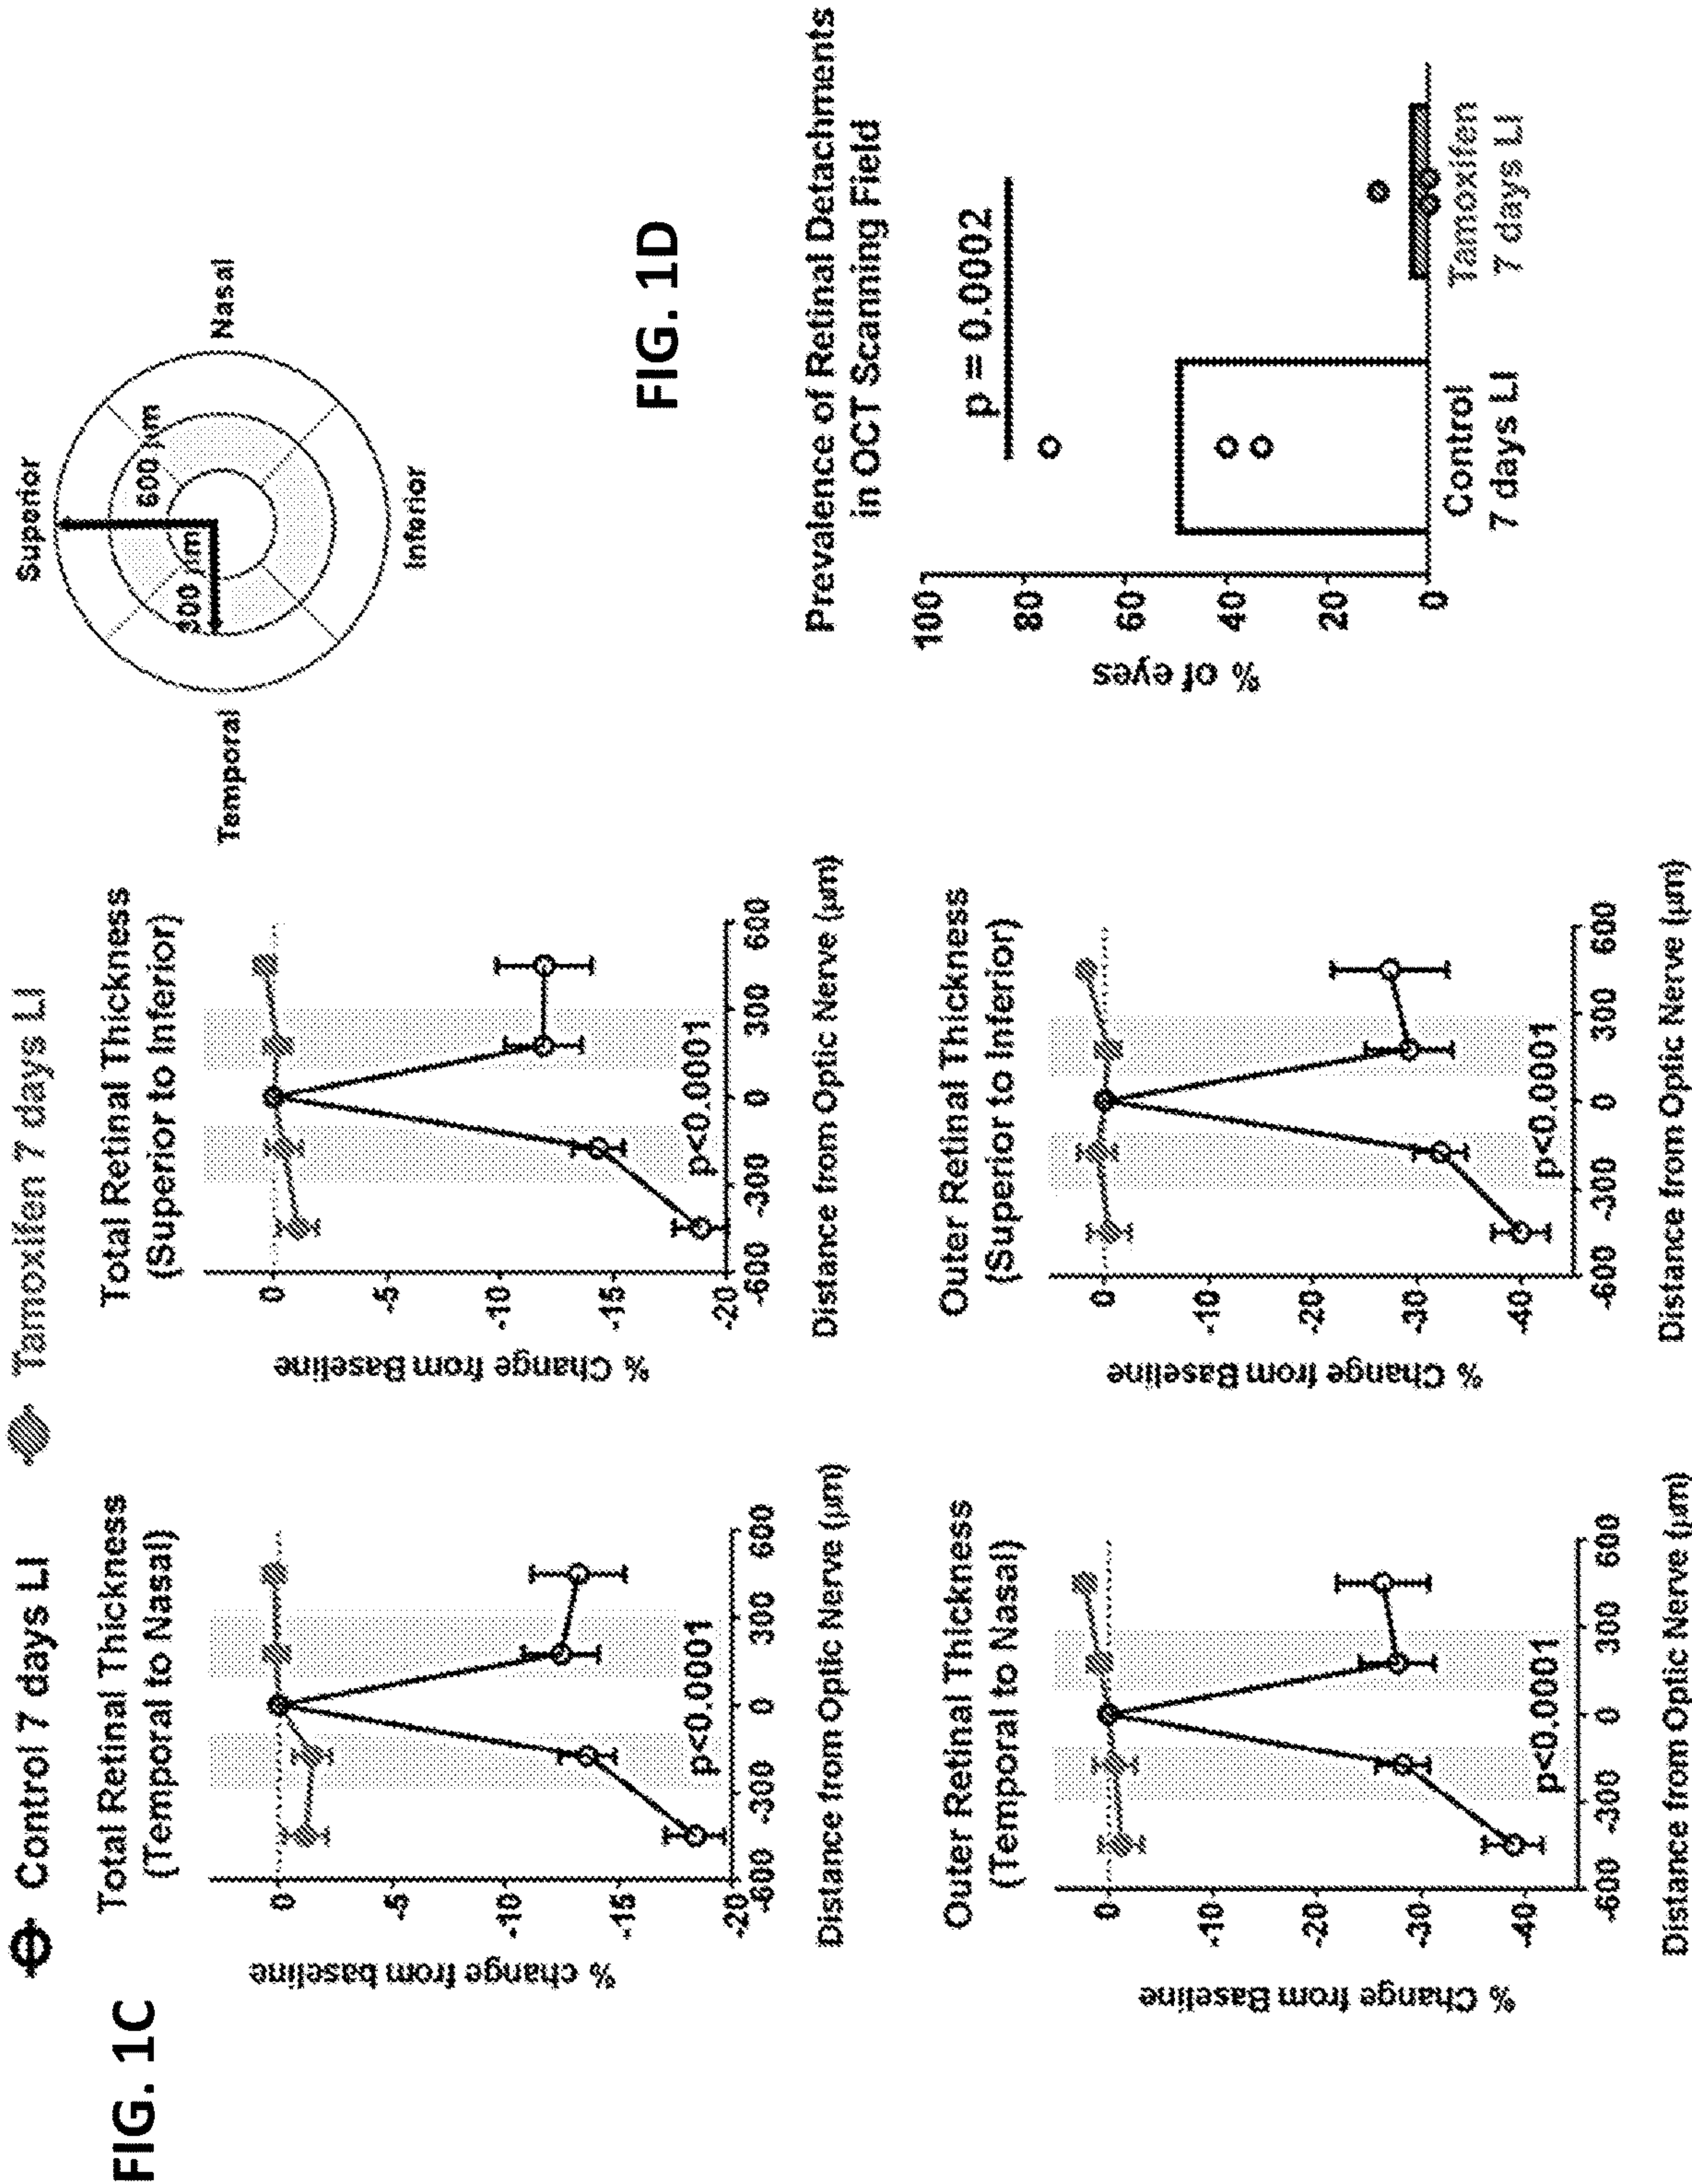 FIG. 1C
Control 7 days LI
Tamoxifen 7 days LI
Total Retinal Thickness
(Temporal to Nasal)
% change from baseline
0
-5
-10
-15
-20
p<0.0001
-600 -300 0 300 600
Distance from Optic Nerve (µm)
Total Retinal Thickness
(Superior to Inferior)
% Change from Baseline
0
-5
-10
-15
-20
p<0.0001
-600 -300 0 300 600
Distance from Optic Nerve (µm)
Superior
Temporal
Nasal
Inferior
300 µm
600 µm
Outer Retinal Thickness
(Temporal to Nasal)
% Change from Baseline
0
-10
-20
-30
-40
p<0.0001
-600 -300 0 300 600
Distance from Optic Nerve (µm)
Outer Retinal Thickness
(Superior to Inferior)
% Change from Baseline
0
-10
-20
-30
-40
p<0.0001
-600 -300 0 300 600
Distance from Optic Nerve (µm)
FIG. 1D
Prevalence of Retinal Detachments
in OCT Scanning Field
% of eyes
100
80
60
40
20
0
p = 0.0002
Control
7 days LI
Tamoxifen
7 days LI